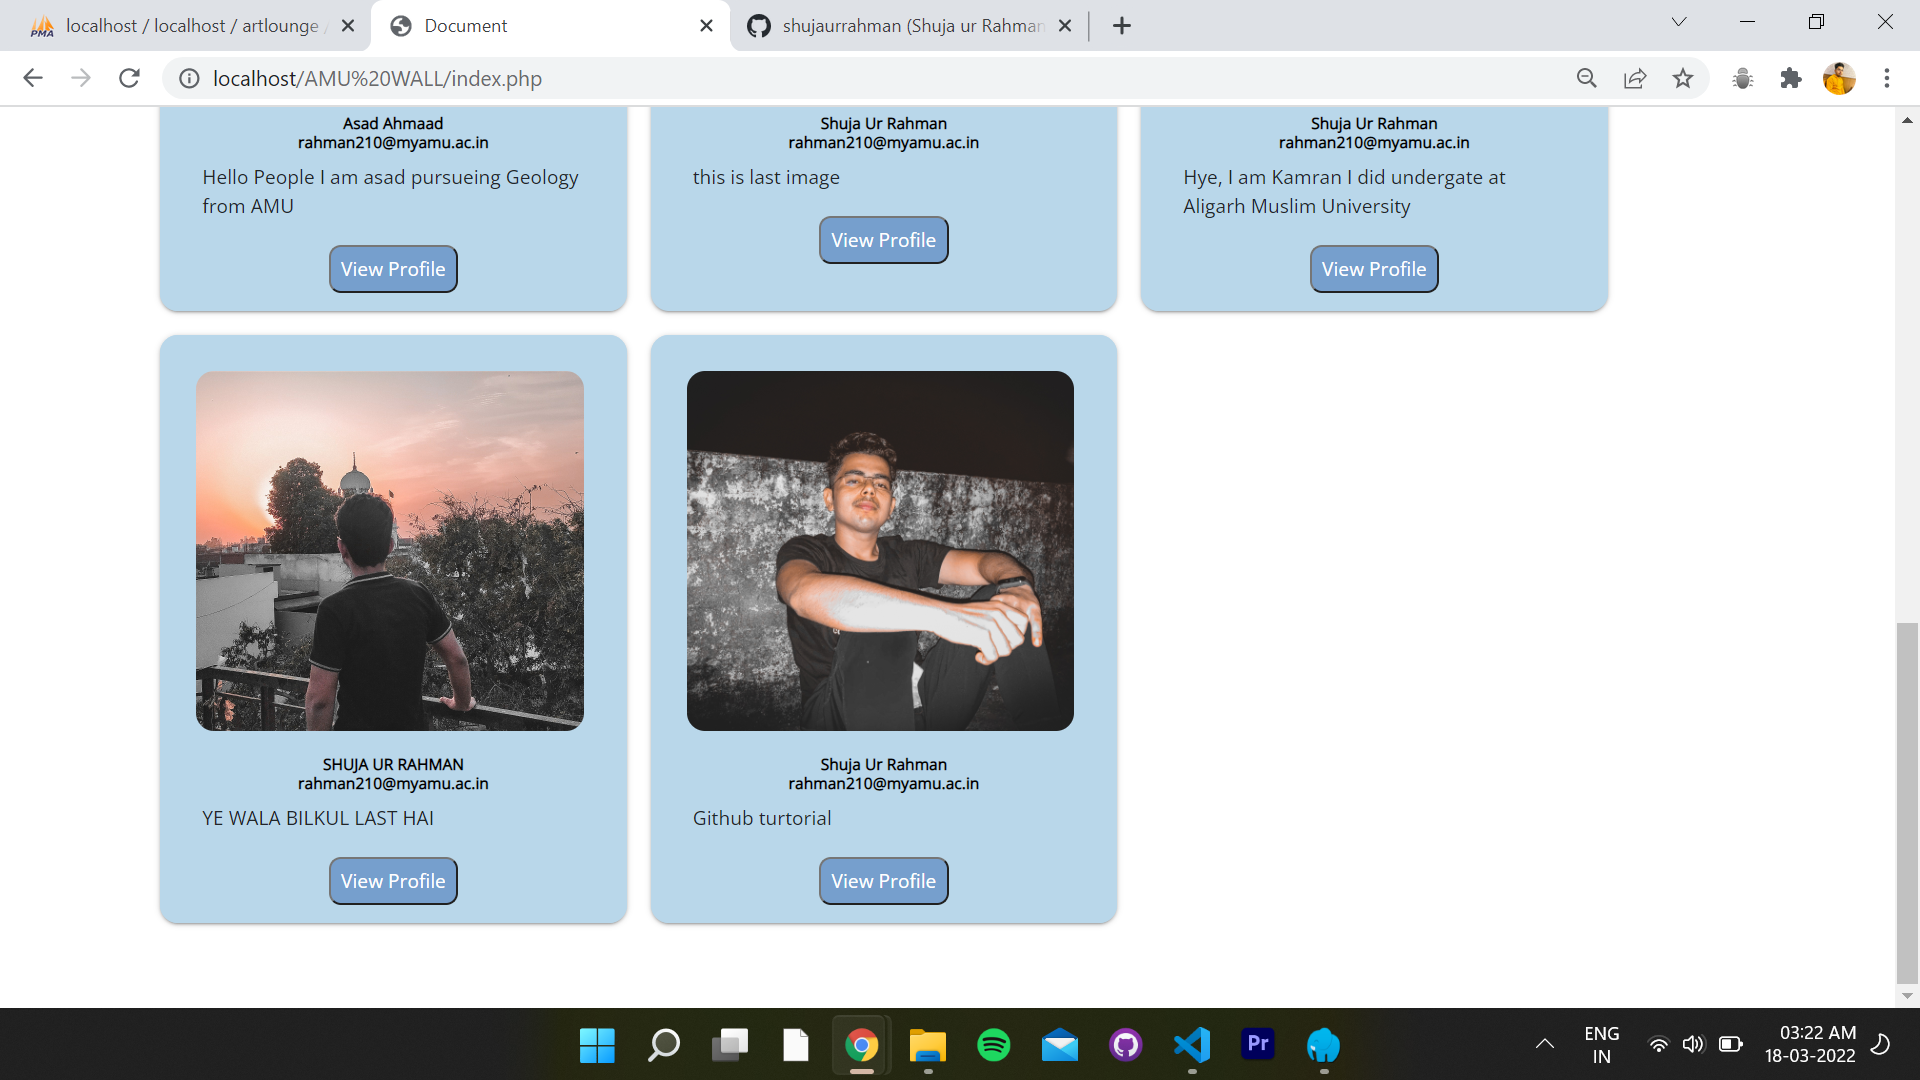 localhost / localhost / artlounge /
Document
shujaurrahman (Shuja ur Rahman
localhost/AMU%20WALL/index.php
Asad Ahmaad
rahman210@myamu.ac.in
Hello People I am asad pursueing Geology
from AMU
View Profile
Shuja Ur Rahman
rahman210@myamu.ac.in
this is last image
View Profile
Shuja Ur Rahman
rahman210@myamu.ac.in
Hye, I am Kamran I did undergate at
Aligarh Muslim University
View Profile
SHUJA UR RAHMAN
rahman210@myamu.ac.in
YE WALA BILKUL LAST HAI
View Profile
Shuja Ur Rahman
rahman210@myamu.ac.in
Github turtorial
View Profile
PMA
Pr
ENG
IN
03:22 AM
18-03-2022